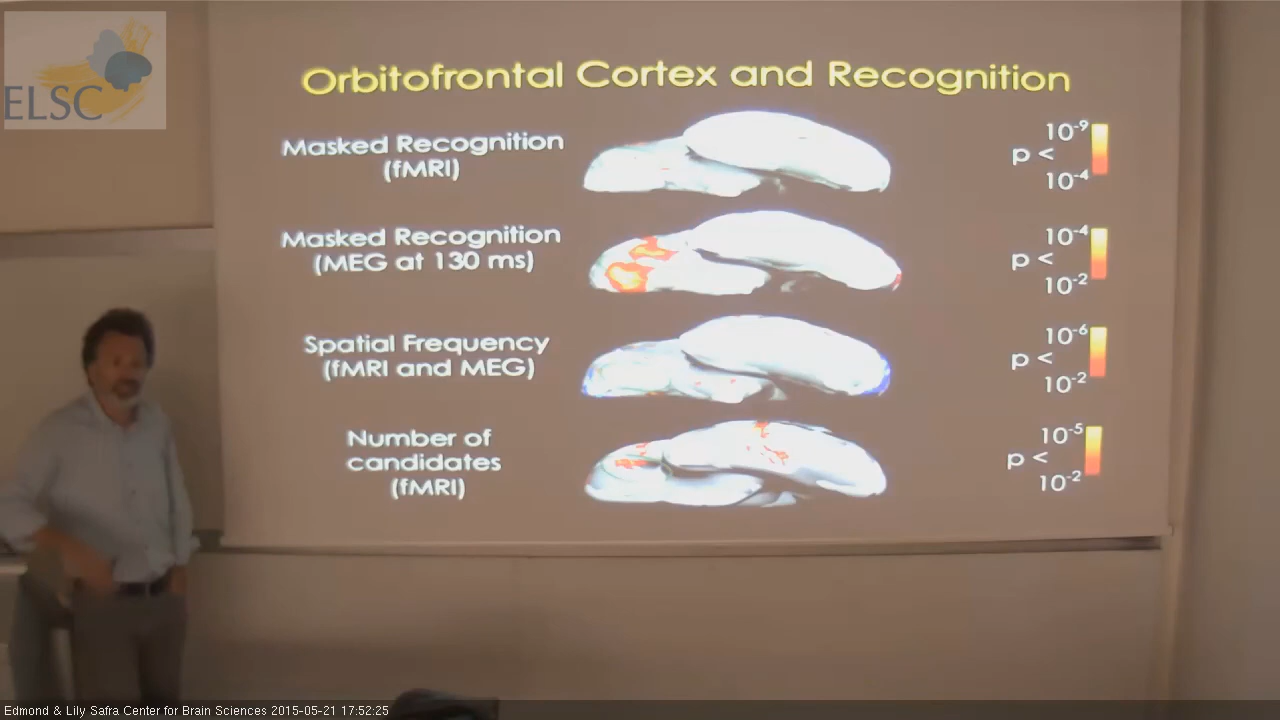 ELSC
Orbitofrontal Cortex and Recognition
Masked Recognition
(fMRI)
10⁻⁹
p <
10⁻⁴
Masked Recognition
(MEG at 130 ms)
10⁻⁴
p <
10⁻²
Spatial Frequency
(fMRI and MEG)
10⁻⁶
p <
10⁻²
Number of
candidates
(fMRI)
10⁻⁵
p <
10⁻²
Edmond & Lily Safra Center for Brain Sciences 2015-05-21 17:52:25